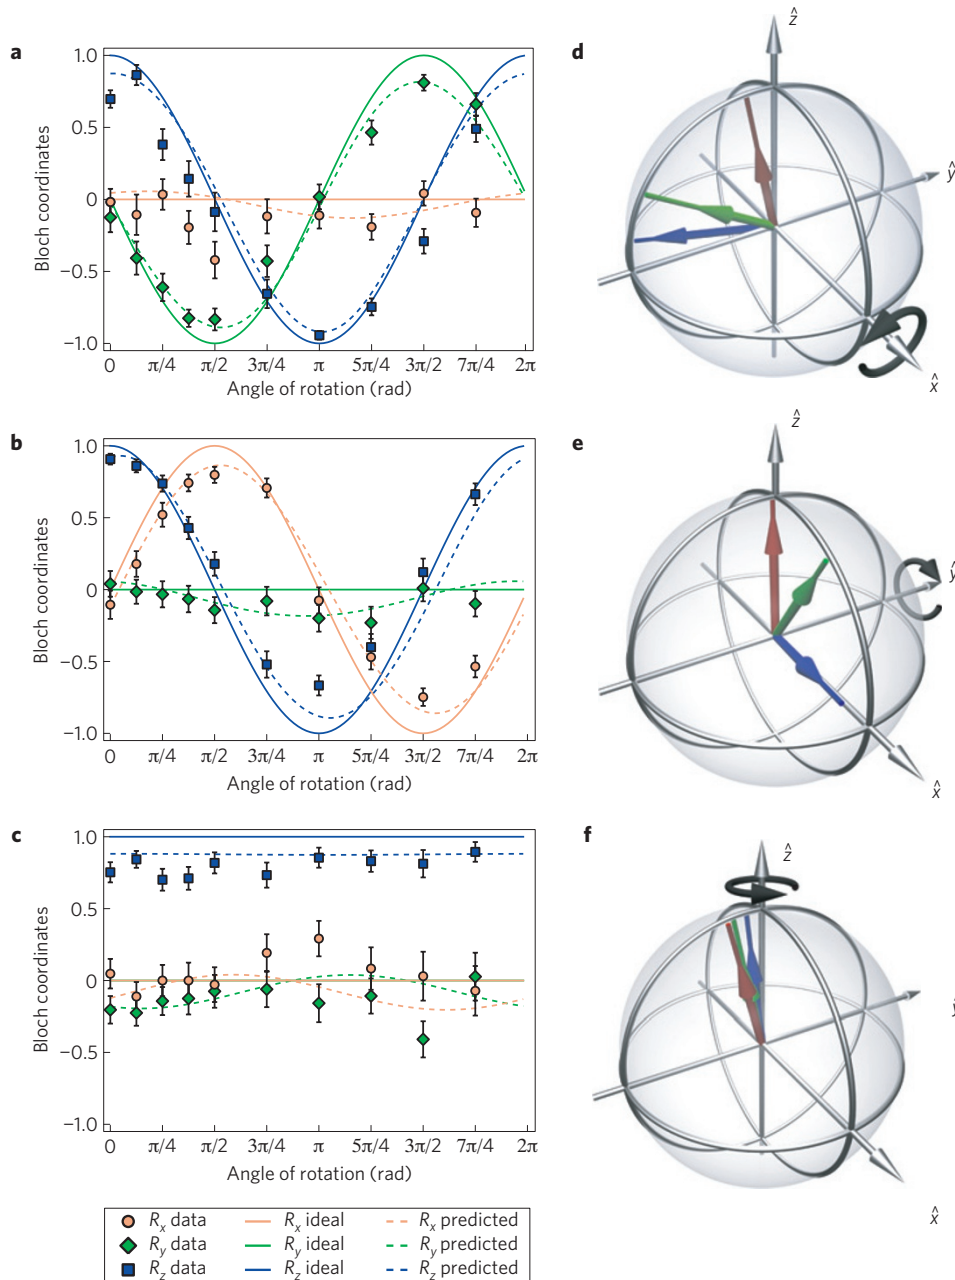 a
1.0
0.5
0
−0.5
−1.0
Bloch coordinates
0 π/4 π/2 3π/4 π 5π/4 3π/2 7π/4 2π
Angle of rotation (rad)
d
ẑ
ŷ
x̂
b
1.0
0.5
0
−0.5
−1.0
Bloch coordinates
0 π/4 π/2 3π/4 π 5π/4 3π/2 7π/4 2π
Angle of rotation (rad)
e
ẑ
ŷ
x̂
c
1.0
0.5
0
−0.5
−1.0
Bloch coordinates
0 π/4 π/2 3π/4 π 5π/4 3π/2 7π/4 2π
Angle of rotation (rad)
f
ẑ
ŷ
x̂
Rx data Rx ideal Rx predicted
Ry data Ry ideal Ry predicted
Rz data Rz ideal Rz predicted